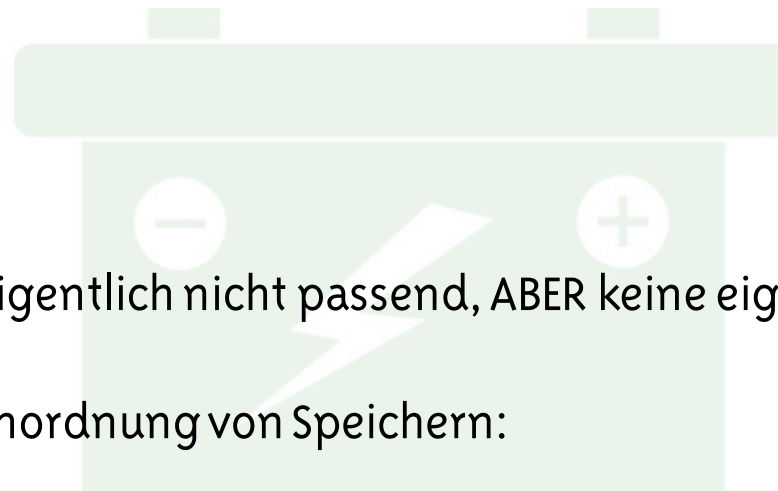 igentlich nicht passend, ABER keine eig
nordnung von Speichern: